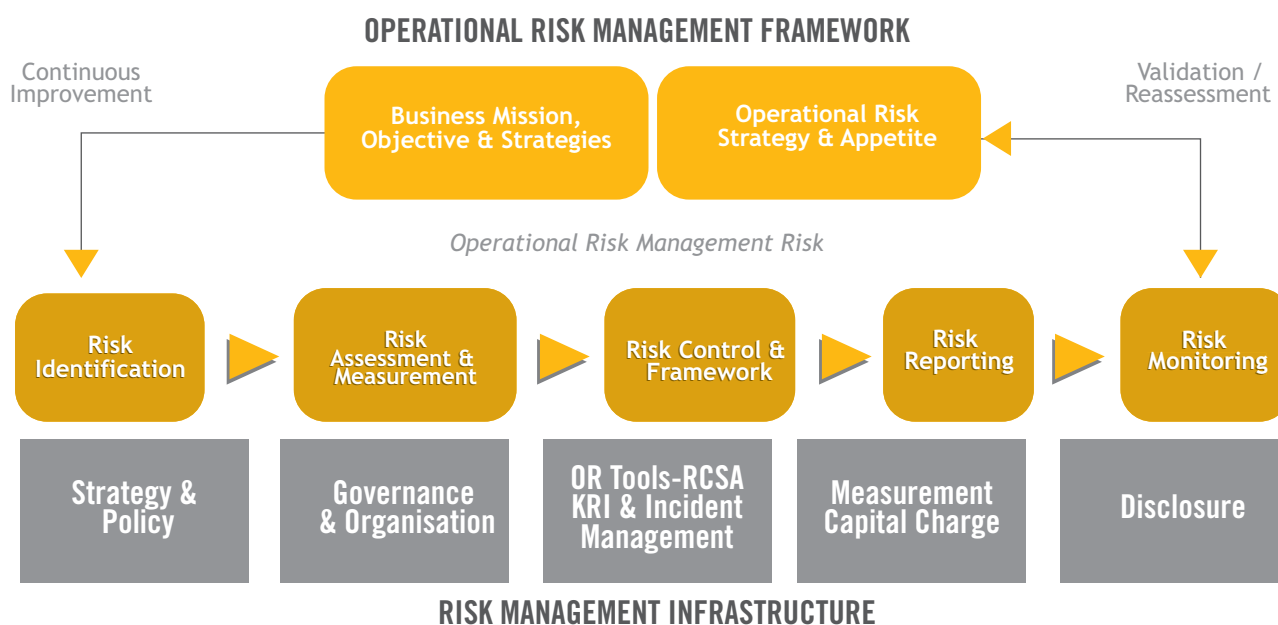 OPERATIONAL RISK MANAGEMENT FRAMEWORK
Continuous
Improvement
Business Mission,
Objective & Strategies
Operational Risk
Strategy & Appetite
Validation /
Reassessment
Operational Risk Management Risk
Risk
Identification
Risk
Assessment &
Measurement
Risk Control &
Framework
Risk
Reporting
Risk
Monitoring
Strategy &
Policy
Governance
& Organisation
OR Tools-RCSA
KRI & Incident
Management
Measurement
Capital Charge
Disclosure
RISK MANAGEMENT INFRASTRUCTURE